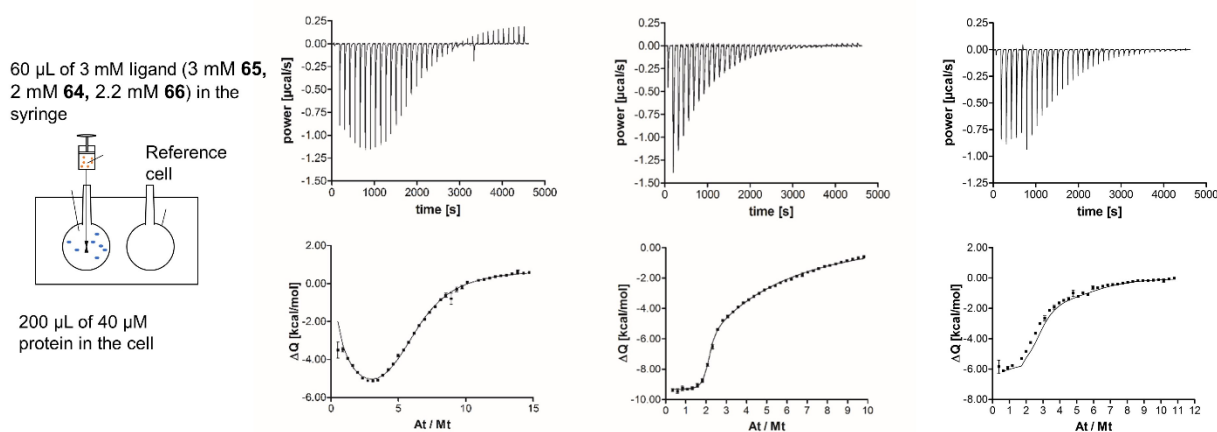 60 µL of 3 mM ligand (3 mM 65,
2 mM 64, 2.2 mM 66) in the
syringe
Reference
cell
200 µL of 40 µM
protein in the cell
power [µcal/s]
0.25
0.00
-0.25
-0.50
-0.75
-1.00
-1.25
-1.50
0 1000 2000 3000 4000 5000
time [s]
power [µcal/s]
0.25
0.00
-0.25
-0.50
-0.75
-1.00
-1.25
-1.50
0 1000 2000 3000 4000 5000
time [s]
power [µcal/s]
0.25
0.00
-0.25
-0.50
-0.75
-1.00
-1.25
0 1000 2000 3000 4000 5000
time [s]
ΔQ [kcal/mol]
2.00
0.00
-2.00
-4.00
-6.00
0 5 10 15
At / Mt
ΔQ [kcal/mol]
0.00
-2.00
-4.00
-6.00
-8.00
-10.00
0 1 2 3 4 5 6 7 8 9 10
At / Mt
ΔQ [kcal/mol]
2.00
0.00
-2.00
-4.00
-6.00
-8.00
0 1 2 3 4 5 6 7 8 9 10 11 12
At / Mt